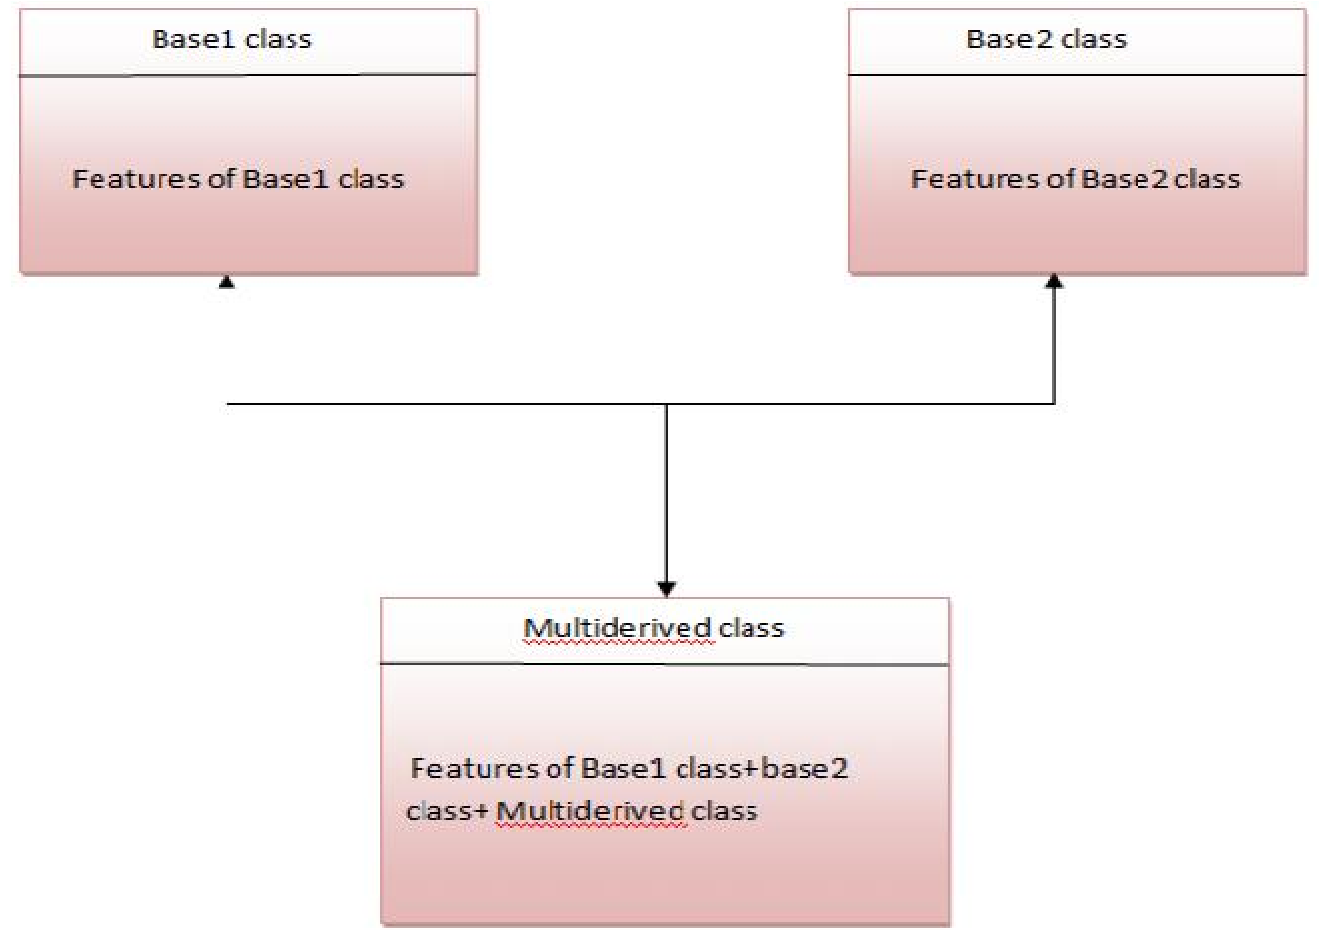 Base1 class
Base2 class
Features of Base1 class
Features of Base2 class
Multiderived class
Features of Base1 class+base2
class+ Multiderived class